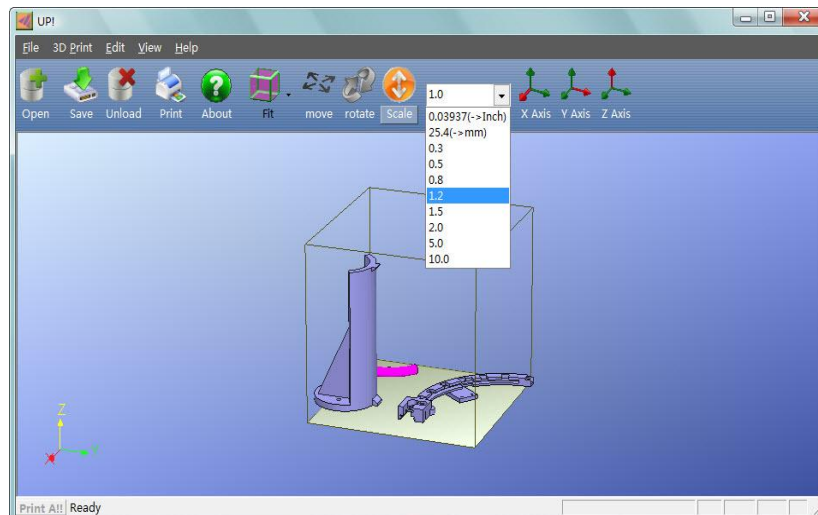 UP!
File 3D Print Edit View Help
Open Save Unload Print About Fit move rotate Scale 1.0 X Axis Y Axis Z Axis
0.03937(->Inch)
25.4(->mm)
0.3
0.5
0.8
1.2
1.5
2.0
5.0
10.0
Z
Print A!! Ready